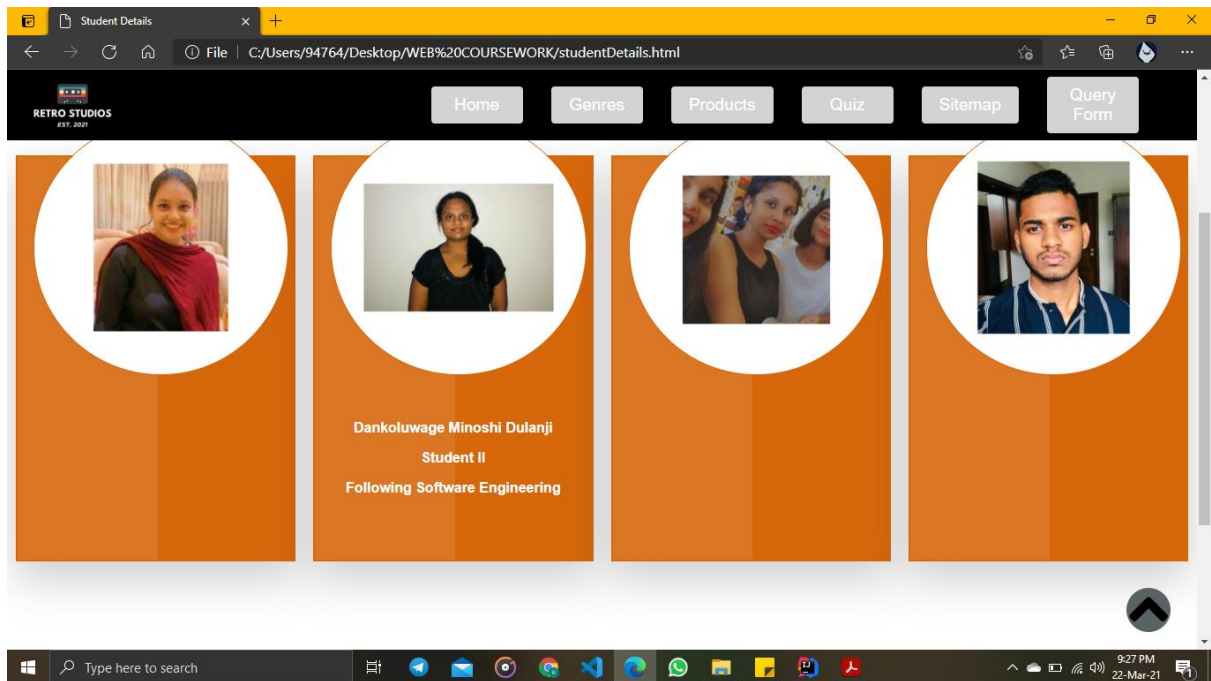 Student Details
File
C:/Users/94764/Desktop/WEB%20COURSEWORK/studentDetails.html
RETRO STUDIOS
EST. 2021
Home
Genres
Products
Quiz
Sitemap
Query
Form
Dankoluwage Minoshi Dulanji
Student II
Following Software Engineering
Type here to search
9:27 PM
22-Mar-21
1